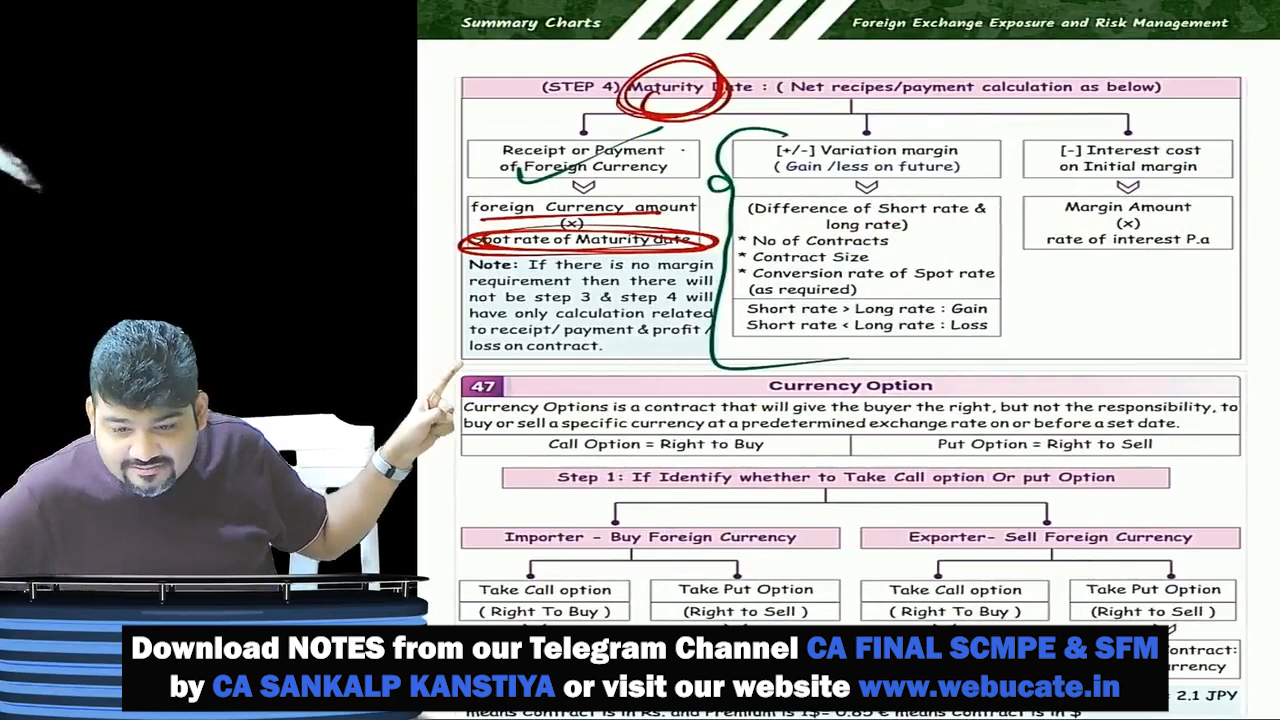 Summary Charts
Foreign Exchange Exposure and Risk Management
(STEP 4) Maturity Date : ( Net recipes/payment calculation as below)
Receipt or Payment
of Foreign Currency
foreign Currency amount
(x)
Spot rate of Maturity date
Note: If there is no margin
requirement then there will
not be step 3 & step 4 will
have only calculation related
to receipt/ payment & profit /
loss on contract.
[+/-] Variation margin
( Gain /less on future)
(Difference of Short rate &
long rate)
* No of Contracts
* Contract Size
* Conversion rate of Spot rate
(as required)
Short rate > Long rate : Gain
Short rate < Long rate : Loss
[-] Interest cost
on Initial margin
Margin Amount
(x)
rate of interest P.a
47
Currency Option
Currency Options is a contract that will give the buyer the right, but not the responsibility, to
buy or sell a specific currency at a predetermined exchange rate on or before a set date.
Call Option = Right to Buy
Put Option = Right to Sell
Step 1: If Identify whether to Take Call option Or put Option
Importer - Buy Foreign Currency
Exporter- Sell Foreign Currency
Take Call option
( Right To Buy )
Take Put Option
(Right to Sell )
Take Call option
( Right To Buy )
Take Put Option
(Right to Sell )
Contract:
= 2.1 JPY
Download NOTES from our Telegram Channel CA FINAL SCMPE & SFM
by CA SANKALP KANSTIYA or visit our website www.webucate.in